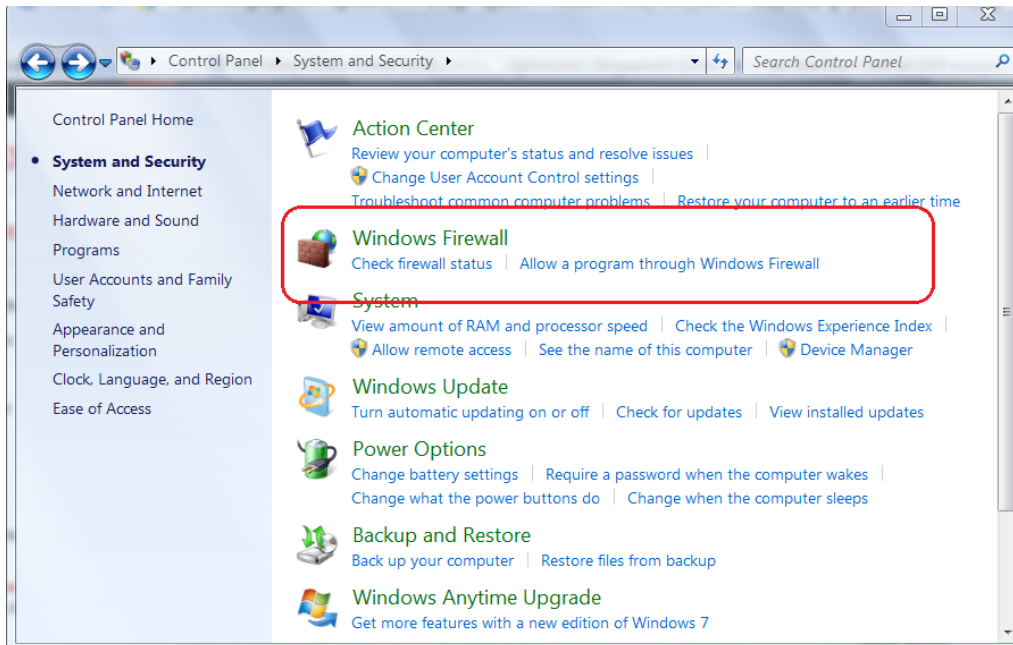 Control Panel System and Security
Search Control Panel
Control Panel Home
System and Security
Network and Internet
Hardware and Sound
Programs
User Accounts and Family
Safety
Appearance and
Personalization
Clock, Language, and Region
Ease of Access
Action Center
Review your computer's status and resolve issues
Change User Account Control settings
Troubleshoot common computer problems Restore your computer to an earlier time
Windows Firewall
Check firewall status Allow a program through Windows Firewall
System
View amount of RAM and processor speed Check the Windows Experience Index
Allow remote access See the name of this computer Device Manager
Windows Update
Turn automatic updating on or off Check for updates View installed updates
Power Options
Change battery settings Require a password when the computer wakes
Change what the power buttons do Change when the computer sleeps
Backup and Restore
Back up your computer Restore files from backup
Windows Anytime Upgrade
Get more features with a new edition of Windows 7